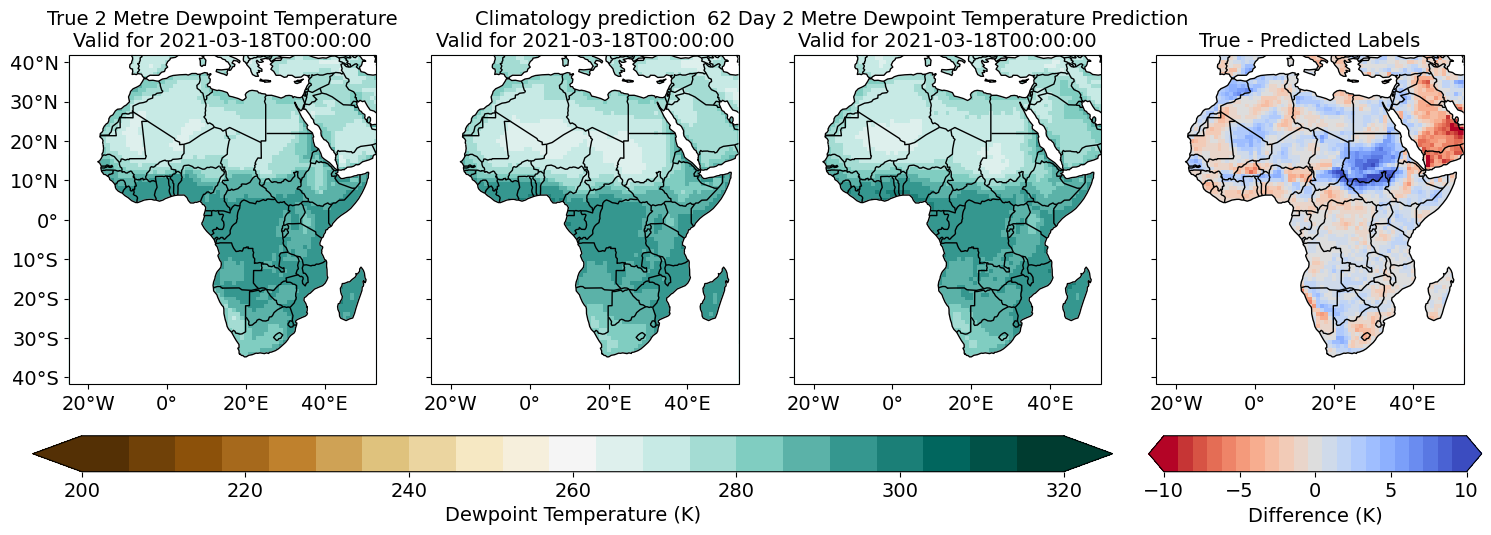 True 2 Metre Dewpoint Temperature
Valid for 2021-03-18T00:00:00
Climatology prediction  62 Day 2 Metre Dewpoint Temperature Prediction
Valid for 2021-03-18T00:00:00
Valid for 2021-03-18T00:00:00
True - Predicted Labels
40°N
30°N
20°N
10°N
0°
10°S
20°S
30°S
40°S
20°W 0° 20°E 40°E
20°W 0° 20°E 40°E
20°W 0° 20°E 40°E
20°W 0° 20°E 40°E
200 220 240 260 280 300 320
Dewpoint Temperature (K)
−10 −5 0 5 10
Difference (K)